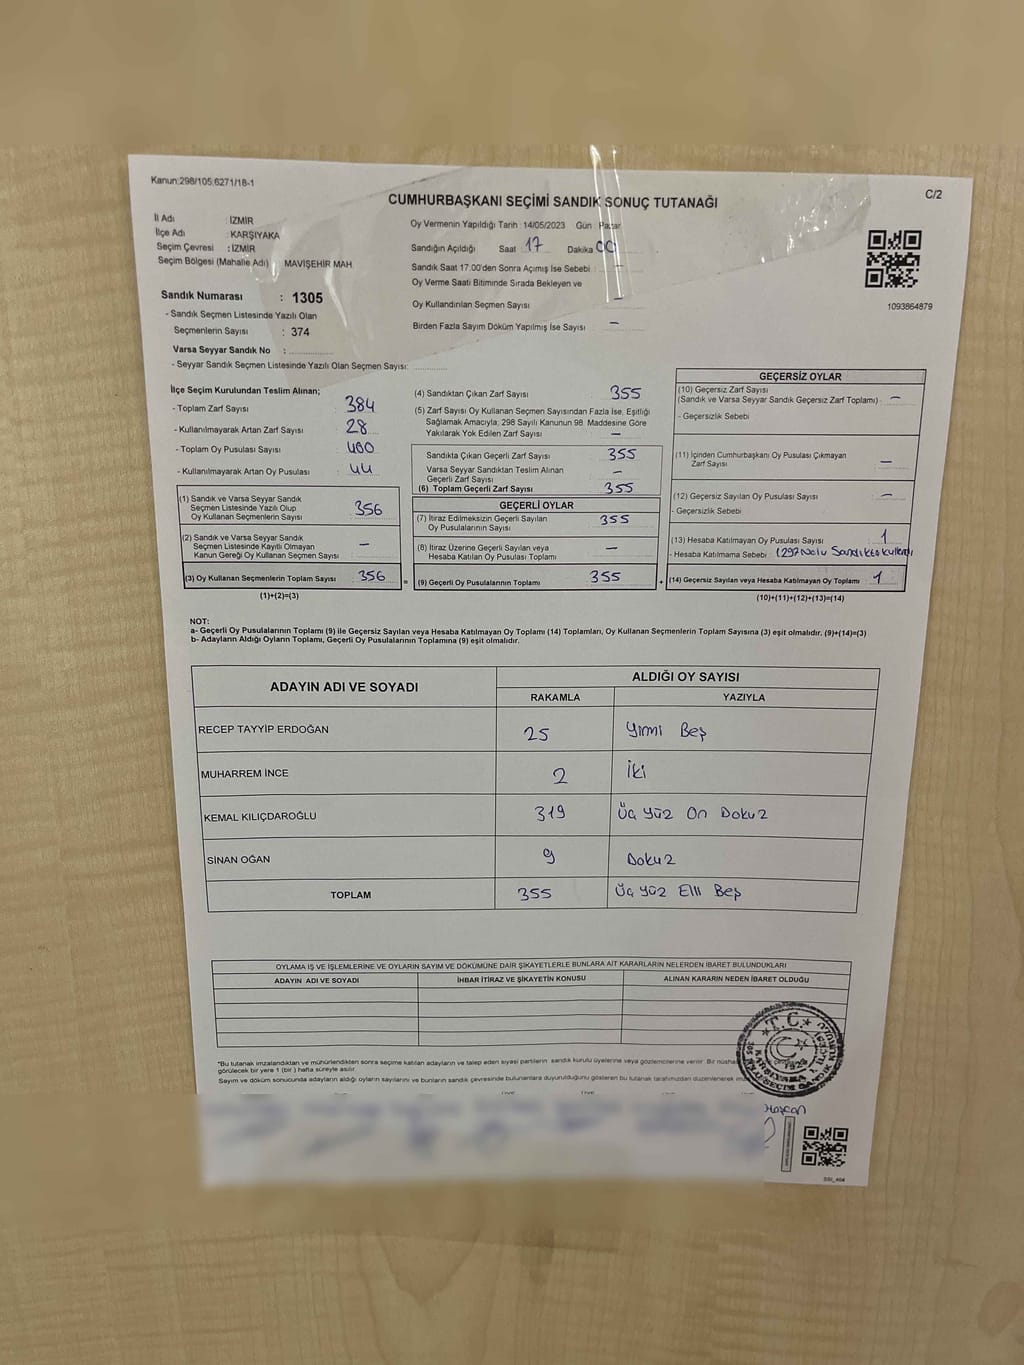 Kanun:298/105;6271/18-1
C/2
CUMHURBAŞKANI SEÇİMİ SANDIK SONUÇ TUTANAĞI
İl Adı : İZMİR
İlçe Adı : KARŞIYAKA
Seçim Çevresi : İZMİR
Seçim Bölgesi (Mahalle Adı) MAVİŞEHİR MAH
Sandık Numarası : 1305
- Sandık Seçmen Listesinde Yazılı Olan
Seçmenlerin Sayısı : 374
Varsa Seyyar Sandık No :
- Seyyar Sandık Seçmen Listesinde Yazılı Olan Seçmen Sayısı:
Oy Vermenin Yapıldığı Tarih : 14/05/2023 Gün : Pazar
Sandığın Açıldığı Saat 17 Dakika 00
Sandık Saat 17.00'den Sonra Açımış İse Sebebi : —
Oy Verme Saati Bitiminde Sırada Bekleyen ve
Oy Kullandırılan Seçmen Sayısı —
Birden Fazla Sayım Döküm Yapılmış İse Sayısı —
1093864879
İlçe Seçim Kurulundan Teslim Alınan;
- Toplam Zarf Sayısı 384
- Kullanılmayarak Artan Zarf Sayısı 28
- Toplam Oy Pusulası Sayısı 400
- Kullanılmayarak Artan Oy Pusulası 44
(1) Sandık ve Varsa Seyyar Sandık
Seçmen Listesinde Yazılı Olup
Oy Kullanan Seçmenlerin Sayısı 356
(2) Sandık ve Varsa Seyyar Sandık
Seçmen Listesinde Kayıtlı Olmayan
Kanun Gereği Oy Kullanan Seçmen Sayısı —
(3) Oy Kullanan Seçmenlerin Toplam Sayısı 356
(1)+(2)=(3)
(4) Sandıktan Çıkan Zarf Sayısı 355
(5) Zarf Sayısı Oy Kullanan Seçmen Sayısından Fazla İse, Eşitliği
Sağlamak Amacıyla; 298 Sayılı Kanunun 98. Maddesine Göre
Yakılarak Yok Edilen Zarf Sayısı —
Sandıkta Çıkan Geçerli Zarf Sayısı 355
Varsa Seyyar Sandıktan Teslim Alınan
Geçerli Zarf Sayısı —
(6) Toplam Geçerli Zarf Sayısı 355
GEÇERLİ OYLAR
(7) İtiraz Edilmeksizin Geçerli Sayılan
Oy Pusulalarının Sayısı 355
(8) İtiraz Üzerine Geçerli Sayılan veya
Hesaba Katılan Oy Pusulası Toplamı —
= (9) Geçerli Oy Pusulalarının Toplamı 355
GEÇERSİZ OYLAR
(10) Geçersiz Zarf Sayısı
(Sandık ve Varsa Seyyar Sandık Geçersiz Zarf Toplamı) —
- Geçersizlik Sebebi
(11) İçinden Cumhurbaşkanı Oy Pusulası Çıkmayan
Zarf Sayısı —
(12) Geçersiz Sayılan Oy Pusulası Sayısı —
- Geçersizlik Sebebi
(13) Hesaba Katılmayan Oy Pusulası Sayısı 1
- Hesaba Katılmama Sebebi 1297 Nolu Sandıkta kullandı
+ (14) Geçersiz Sayılan veya Hesaba Katılmayan Oy Toplamı 1
(10)+(11)+(12)+(13)=(14)
NOT:
a- Geçerli Oy Pusulalarının Toplamı (9) ile Geçersiz Sayılan veya Hesaba Katılmayan Oy Toplamı (14) Toplamları, Oy Kullanan Seçmenlerin Toplam Sayısına (3) eşit olmalıdır. (9)+(14)=(3)
b- Adayların Aldığı Oyların Toplamı, Geçerli Oy Pusulalarının Toplamına (9) eşit olmalıdır.
ADAYIN ADI VE SOYADI ALDIĞI OY SAYISI
RAKAMLA YAZIYLA
RECEP TAYYİP ERDOĞAN 25 Yirmi Beş
MUHARREM İNCE 2 İki
KEMAL KILIÇDAROĞLU 319 Üç Yüz On Dokuz
SİNAN OĞAN 9 Dokuz
TOPLAM 355 Üç Yüz Elli Beş
OYLAMA İŞ VE İŞLEMLERİNE VE OYLARIN SAYIM VE DÖKÜMÜNE DAİR ŞİKAYETLERLE BUNLARA AİT KARARLARIN NELERDEN İBARET BULUNDUKLARI
ADAYIN ADI VE SOYADI İHBAR İTİRAZ VE ŞİKAYETİN KONUSU ALINAN KARARIN NEDEN İBARET OLDUĞU
*Bu tutanak imzalandıktan ve mühürlendikten sonra seçime katılan adayların ve talep eden siyasi partilerin sandık kurulu üyelerine veya gözlemcilerine verilir. Bir nüsha
görülecek bir yere 1 (bir) hafta süreyle asılır.
Sayım ve döküm sonucunda adayların aldığı oyların sayılarını ve bunların sandık çevresinde bulunanlara duyurulduğunu gösteren bu tutanak tarafımızdan düzenlenerek
T.C.
1923